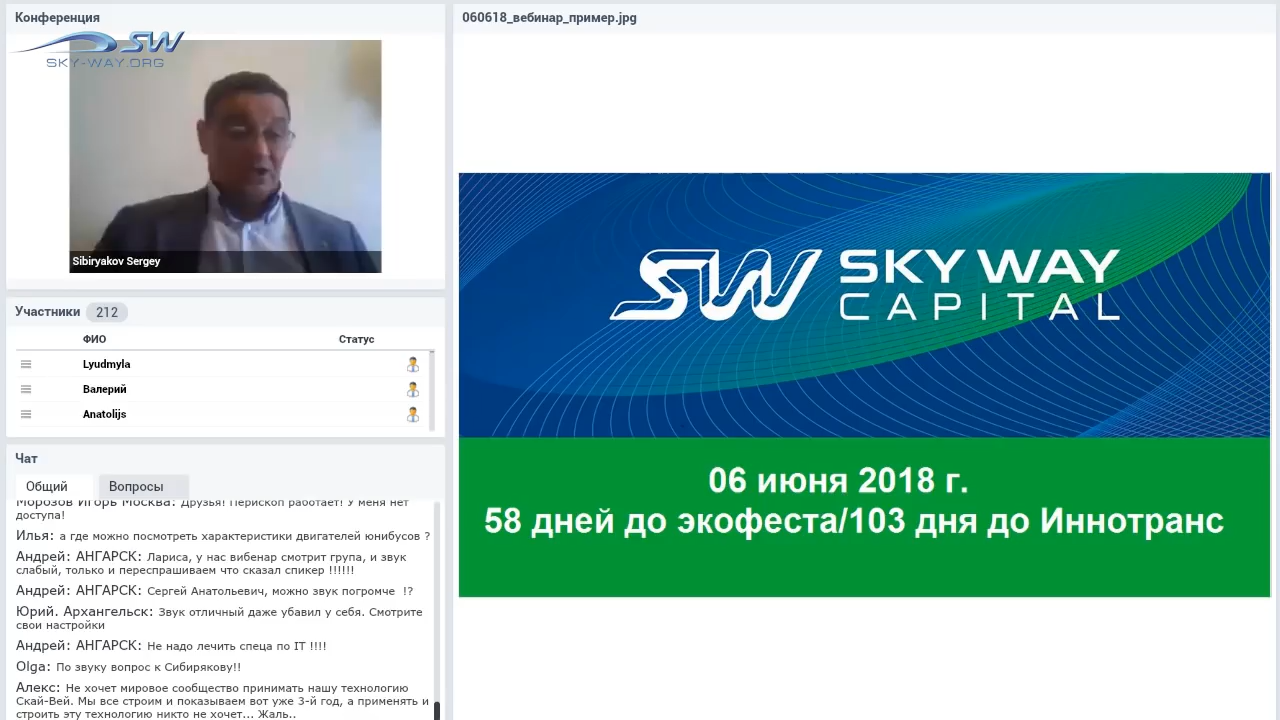 Конференция
SW
SKY-WAY.ORG
Sibiryakov Sergey
Участники 212
ФИО Статус
Lyudmyla
Валерий
Anatolijs
Чат
Общий Вопросы
Морозов Игорь Москва: Друзья! Перископ работает! У меня нет
доступа!
Илья: а где можно посмотреть характеристики двигателей юнибусов ?
Андрей: АНГАРСК: Лариса, у нас вибенар смотрит група, и звук
слабый, только и переспрашиваем что сказал спикер !!!!!!
Андрей: АНГАРСК: Сергей Анатольевич, можно звук погромче !?
Юрий. Архангельск: Звук отличный даже убавил у себя. Смотрите
свои настройки
Андрей: АНГАРСК: Не надо лечить спеца по IT !!!!
Olga: По звуку вопрос к Сибирякову!!
Алекс: Не хочет мировое сообщество принимать нашу технологию
Скай-Вей. Мы все строим и показываем вот уже 3-й год, а применять и
строить эту технологию никто не хочет... Жаль..
060618_вебинар_пример.jpg
SW SKY WAY
CAPITAL
06 июня 2018 г.
58 дней до экофеста/103 дня до Иннотранс